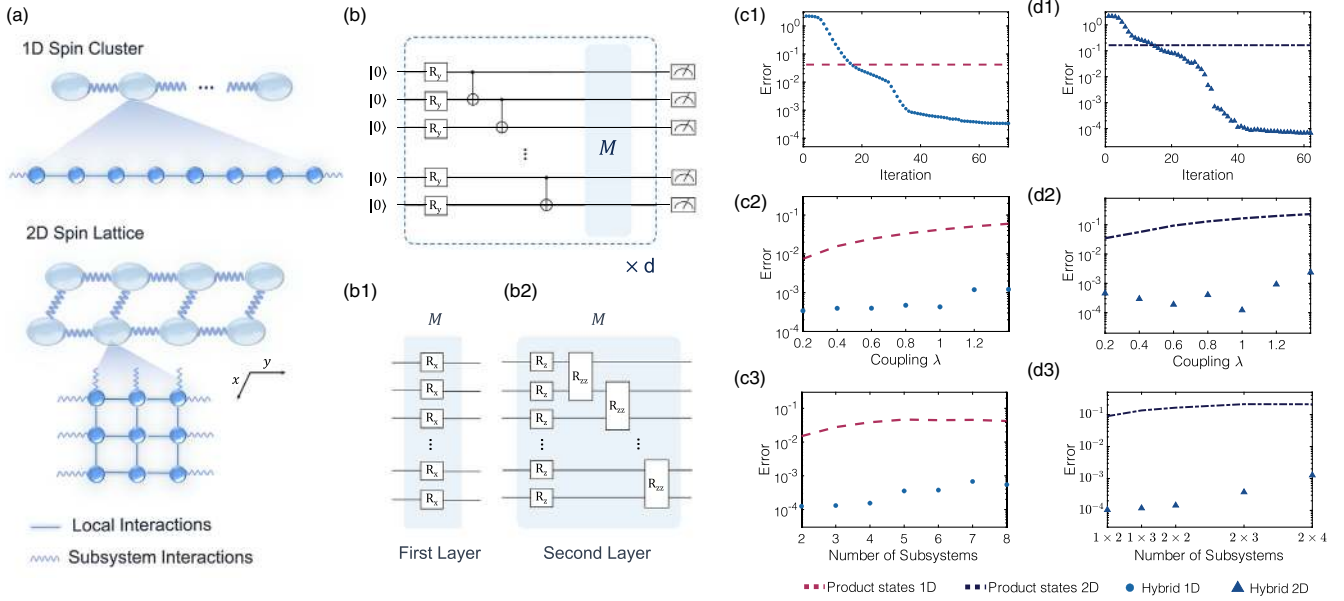 (a)
1D Spin Cluster
...
2D Spin Lattice
y
x
Local Interactions
Subsystem Interactions
(b)
|0⟩ R_y
|0⟩ R_y
|0⟩ R_y
⋮
M
|0⟩ R_y
|0⟩ R_y
× d
(b1)
M
R_x
R_x
R_x
⋮
R_x
R_x
First Layer
(b2)
M
R_z
R_z
R_z
⋮
R_z
R_z
R_zz
R_zz
⋮
R_zz
Second Layer
(c1)
Error
10^0
10^-1
10^-2
10^-3
10^-4
0 20 40 60
Iteration
(d1)
Error
10^0
10^-1
10^-2
10^-3
10^-4
0 20 40 60
Iteration
(c2)
Error
10^-1
10^-2
10^-3
10^-4
0.2 0.4 0.6 0.8 1 1.2
Coupling λ
(d2)
Error
10^-1
10^-2
10^-3
10^-4
0.2 0.4 0.6 0.8 1 1.2
Coupling λ
(c3)
Error
10^-1
10^-2
10^-3
10^-4
2 3 4 5 6 7 8
Number of Subsystems
(d3)
Error
10^-1
10^-2
10^-3
10^-4
1 × 2 1 × 3 2 × 2 2 × 3 2 × 4
Number of Subsystems
Product states 1D
Product states 2D
Hybrid 1D
Hybrid 2D